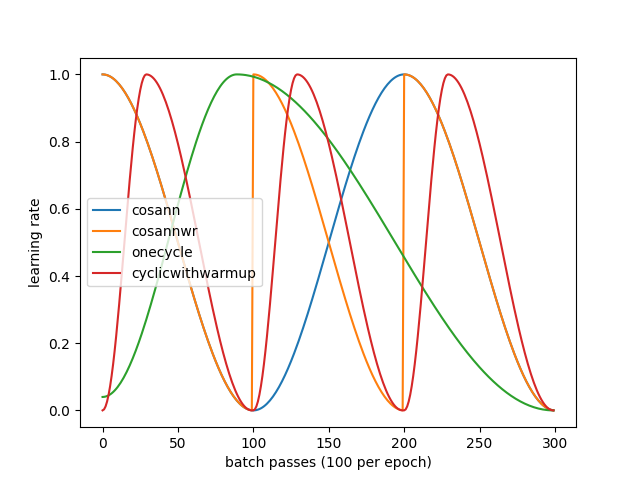 1.0
0.8
0.6
0.4
0.2
0.0
learning rate
cosann
cosannwr
onecycle
cyclicwithwarmup
0 50 100 150 200 250 300
batch passes (100 per epoch)